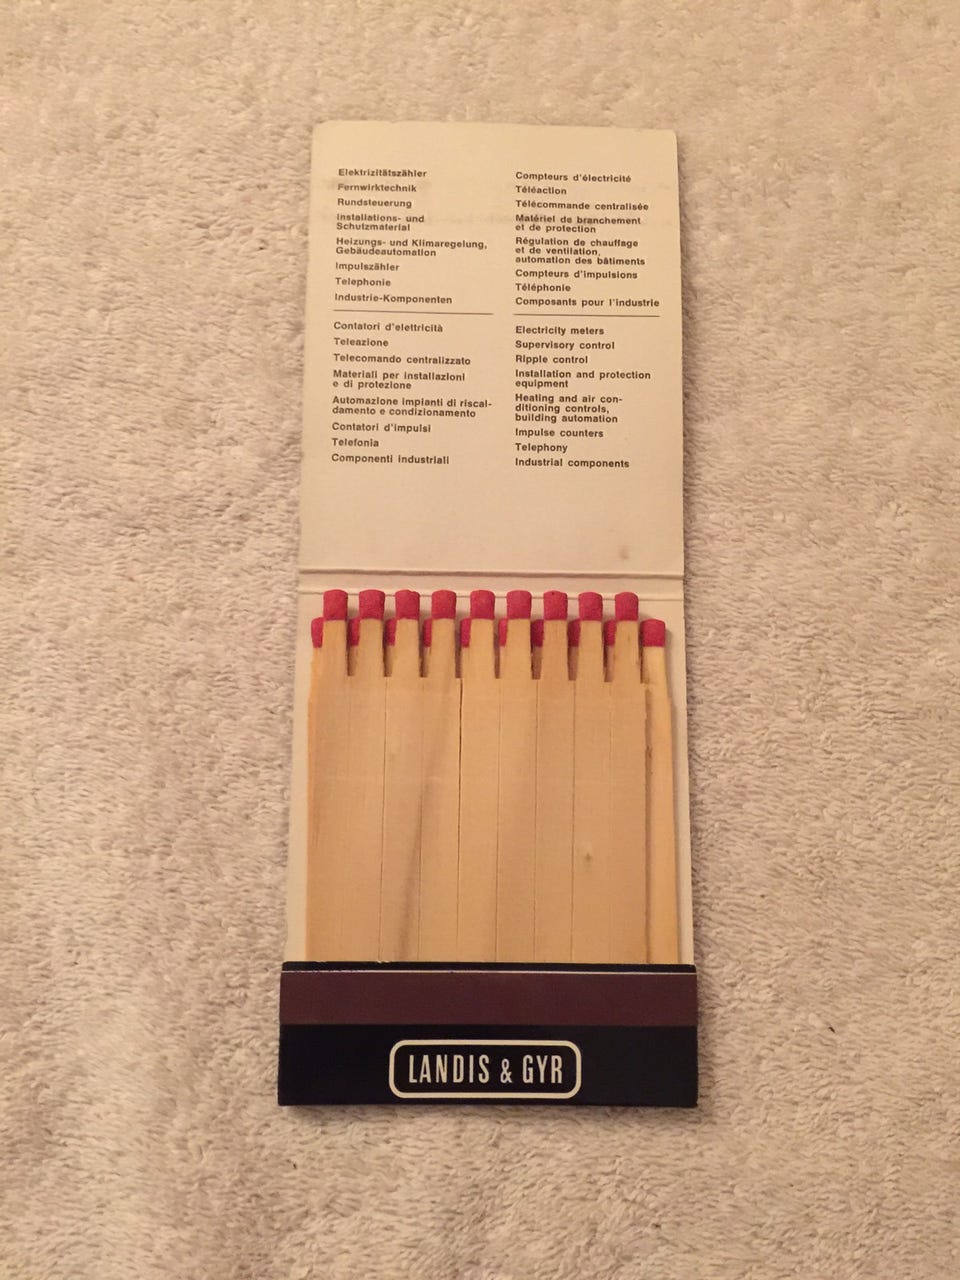 Elektrizitätszähler
Fernwirktechnik
Rundsteuerung
Installations- und
Schutzmaterial
Heizungs- und Klimaregelung,
Gebäudeautomation
Impulszähler
Telephonie
Industrie-Komponenten
Compteurs d'électricité
Téléaction
Télécommande centralisée
Matériel de branchement
et de protection
Régulation de chauffage
et de ventilation,
automation des bâtiments
Compteurs d'impulsions
Téléphonie
Composants pour l'industrie
Contatori d'elettricità
Teleazione
Telecomando centralizzato
Materiali per installazioni
e di protezione
Automazione impianti di riscal-
damento e condizionamento
Contatori d'impulsi
Telefonia
Componenti industriali
Electricity meters
Supervisory control
Ripple control
Installation and protection
equipment
Heating and air con-
ditioning controls,
building automation
Impulse counters
Telephony
Industrial components
LANDIS & GYR